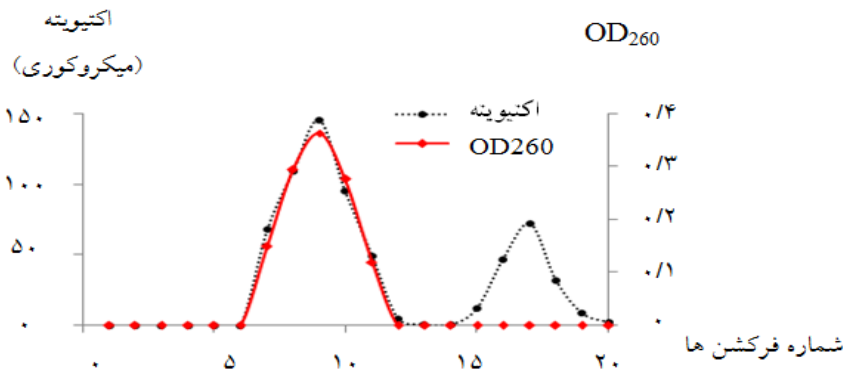 اکتیویته
(میکروکوری)
OD260
اکتیویته
OD260
۱۵۰
۱۰۰
۵۰
۰
۰/۴
۰/۳
۰/۲
۰/۱
۰
۰ ۵ ۱۰ ۱۵ ۲۰
شماره فرکشن ها